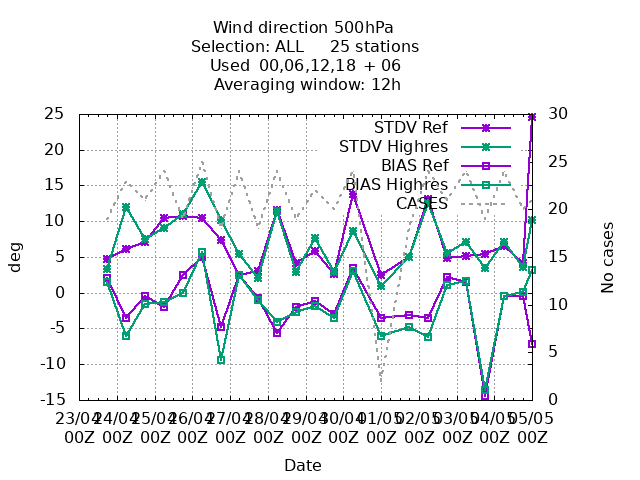 Wind direction 500hPa
Selection: ALL 25 stations
Used 00,06,12,18 + 06
Averaging window: 12h
25
20
15
10
5
0
-5
-10
-15
30
25
20
15
10
5
0
deg
No cases
STDV Ref
STDV Highres
BIAS Ref
BIAS Highres
CASES
23/04 24/04 25/04 26/04 27/04 28/04 29/04 30/04 01/05 02/05 03/05 04/05 05/05
00Z 00Z 00Z 00Z 00Z 00Z 00Z 00Z 00Z 00Z 00Z 00Z 00Z
Date